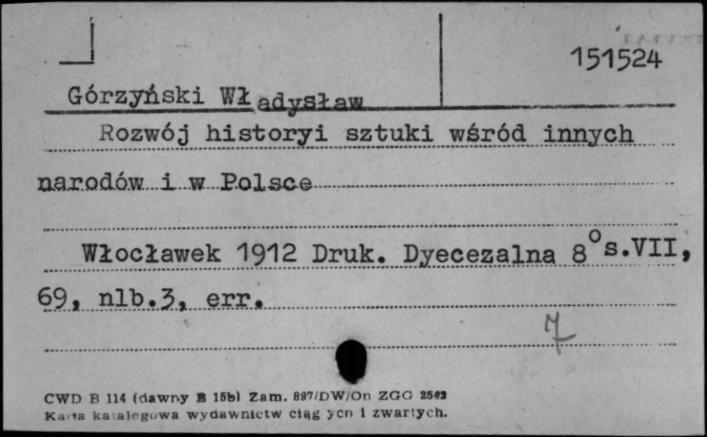 151524
Górzyński Władysław
Rozwój historyi sztuki wśród innych
narodów i w Polsce
Włocławek 1912 Druk. Dyecezalna 8° s.VII,
69, nlb.3, err.
CWD B 114 (dawny B 15b) Zam. 897/DW/On ZGG
Karta katalogowa wydawnictw ciągłych i zwartych.